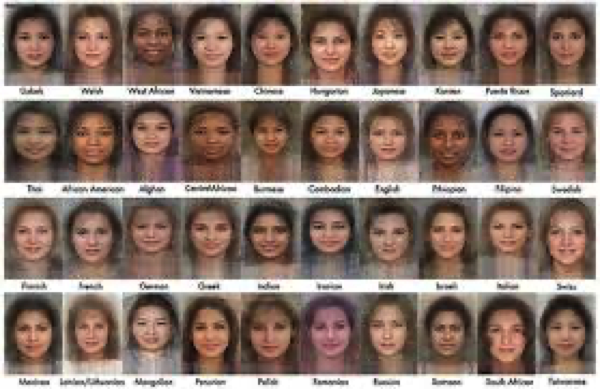 Uzbek Welsh West African Vietnamese Chinese Hungarian Japanese Korean Puerto Rican Spaniard
Thai African American Afghan Central African Burmese Cambodian English Ethiopian Filipino Swedish
Finnish French German Greek Indian Iranian Irish Israeli Italian Swiss
Mexican Latvian/Lithuanian Mongolian Peruvian Polish Romanian Russian Samoan South African Taiwanese